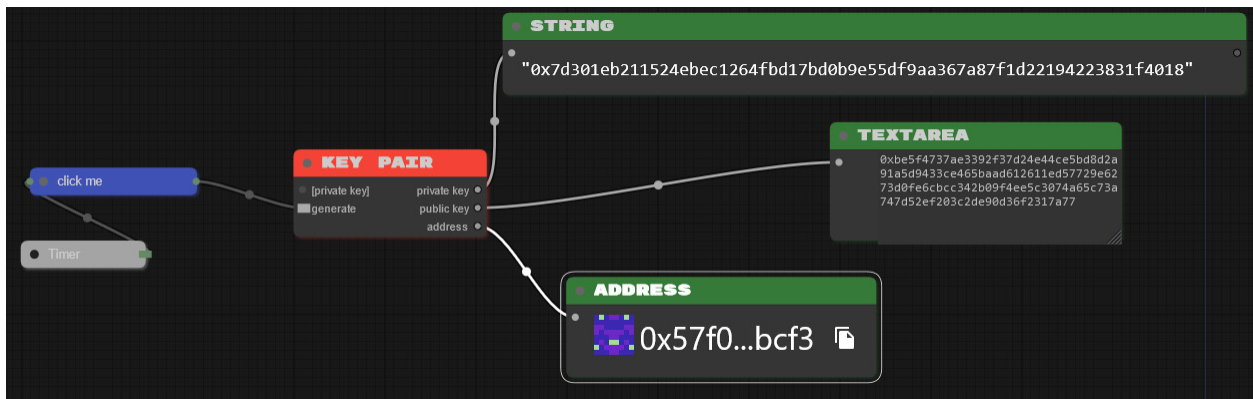 STRING
"0x7d301eb211524ebec1264fbd17bd0b9e55df9aa367a87f1d22194223831f4018"
TEXTAREA
0xbe5f4737ae3392f37d24e44ce5bd8d2a
91a5d9433ce465baad612611ed57729e62
73d0fe6cbcc342b09f4ee5c3074a65c73a
747d52ef203c2de90d36f2317a77
KEY PAIR
[private key]
private key
generate
public key
address
click me
Timer
ADDRESS
0x57f0...bcf3